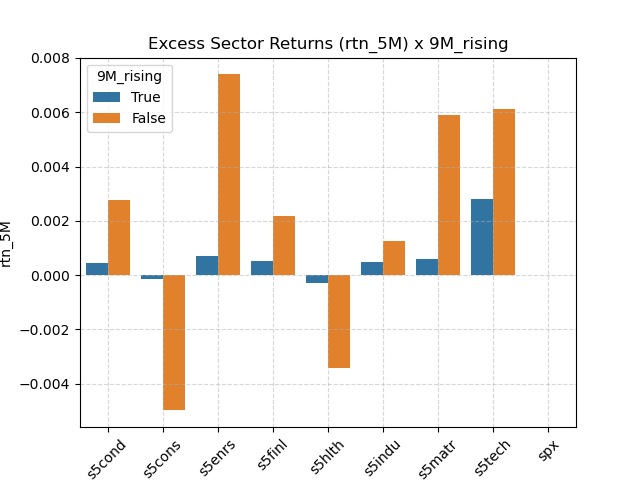 Excess Sector Returns (rtn_5M) x 9M_rising
9M_rising
True
False
rtn_5M
0.008
0.006
0.004
0.002
0.000
−0.002
−0.004
s5cond
s5cons
s5enrs
s5finl
s5hlth
s5indu
s5matr
s5tech
spx